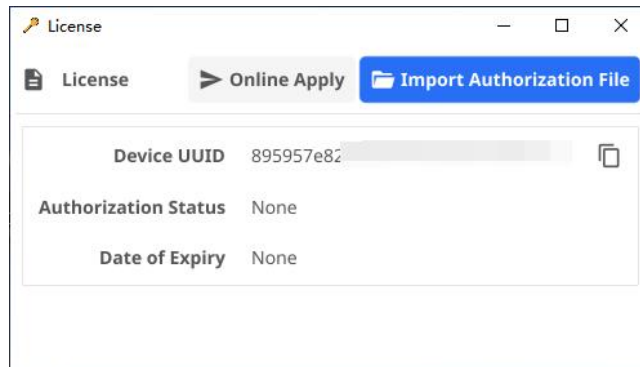 License
License Online Apply Import Authorization File
Device UUID 895957e82
Authorization Status None
Date of Expiry None